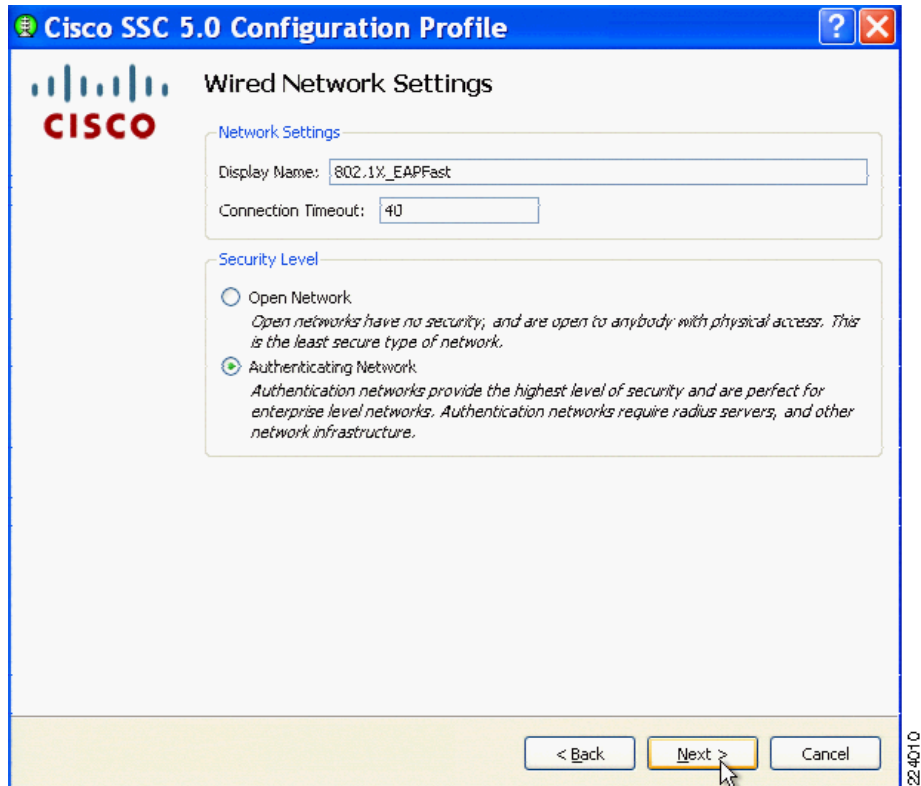 Cisco SSC 5.0 Configuration Profile
?
CISCO
Wired Network Settings
Network Settings
Display Name: 802.1X_EAPFast
Connection Timeout: 40
Security Level
Open Network
Open networks have no security, and are open to anybody with physical access. This
is the least secure type of network.
Authenticating Network
Authentication networks provide the highest level of security and are perfect for
enterprise level networks. Authentication networks require radius servers, and other
network infrastructure.
< Back
Next >
Cancel
224010